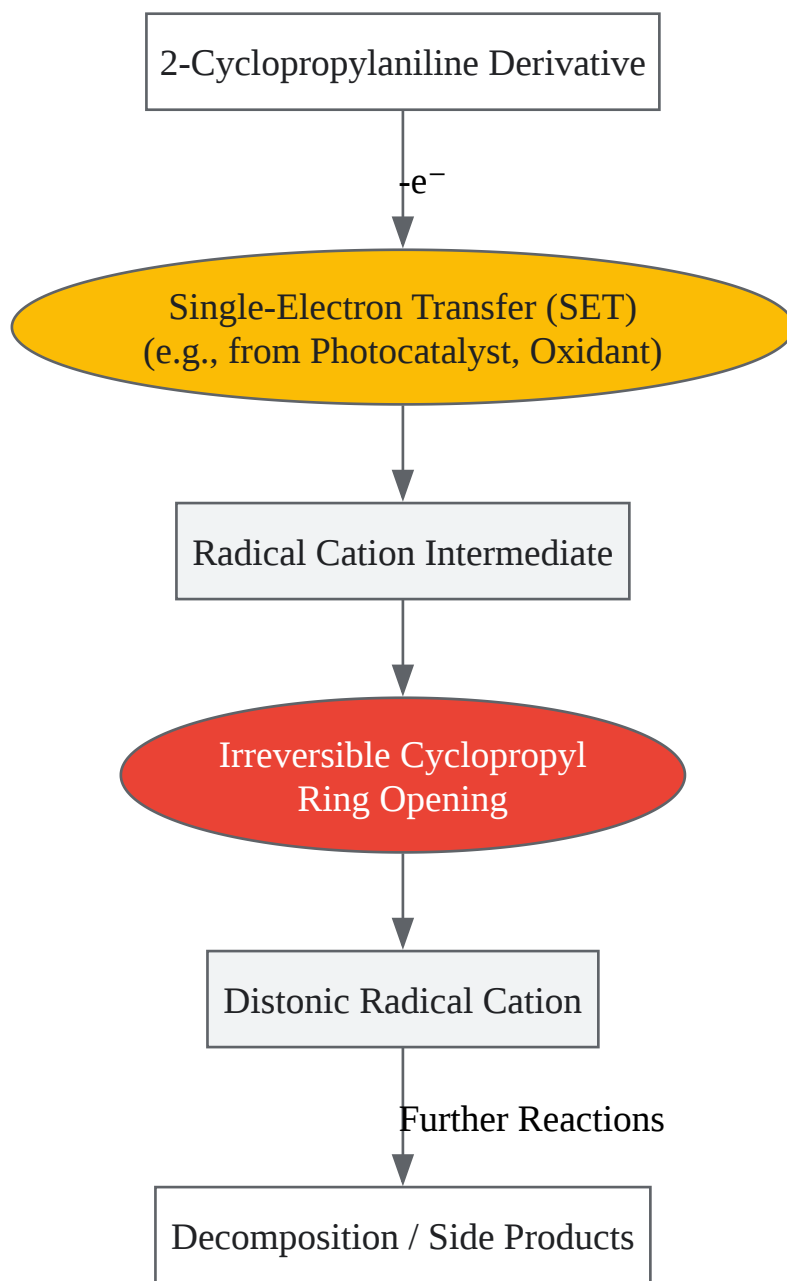 2-Cyclopropylaniline Derivative
-e⁻
Single-Electron Transfer (SET)
(e.g., from Photocatalyst, Oxidant)
Radical Cation Intermediate
Irreversible Cyclopropyl
Ring Opening
Distonic Radical Cation
Further Reactions
Decomposition / Side Products